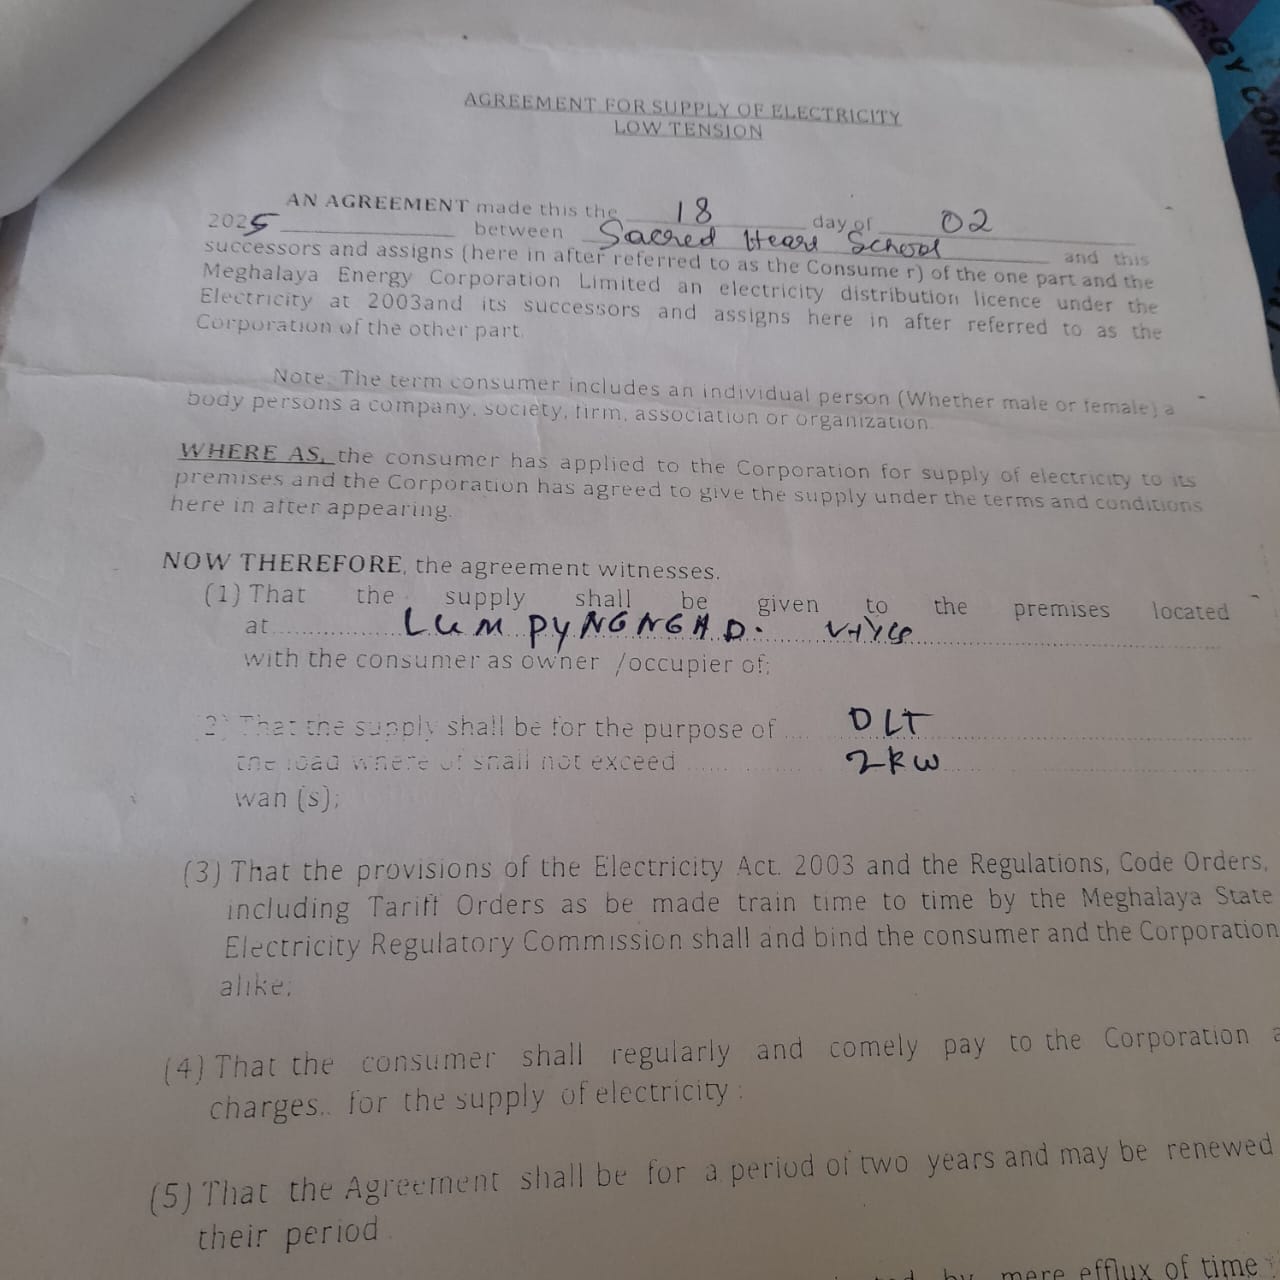 ERGY COR
AGREEMENT FOR SUPPLY OF ELECTRICITY
LOW TENSION
AN AGREEMENT made this the 18 day of 02
2025 between Sacred Heart School and this
successors and assigns (here in after referred to as the Consume r) of the one part and the
Meghalaya Energy Corporation Limited an electricity distribution licence under the
Electricity at 2003and its successors and assigns here in after referred to as the
Corporation of the other part.
Note. The term consumer includes an individual person (Whether male or female) a
body persons a company, society, firm, association or organization.
WHERE AS, the consumer has applied to the Corporation for supply of electricity to its
premises and the Corporation has agreed to give the supply under the terms and conditions
here in after appearing.
NOW THEREFORE, the agreement witnesses.
(1) That the supply shall be given to the premises located
at LUMPYNGNGAD.
with the consumer as owner /occupier of;
2) That the supply shall be for the purpose of .... DLT
the load where of shall not exceed 2kW
wan (s);
(3) That the provisions of the Electricity Act. 2003 and the Regulations, Code Orders,
including Tariff Orders as be made train time to time by the Meghalaya State
Electricity Regulatory Commission shall and bind the consumer and the Corporation
alike;
(4) That the consumer shall regularly and comely pay to the Corporation a
charges.. for the supply of electricity :
(5) That the Agreement shall be for a period of two years and may be renewed
their period
by mere efflux of time